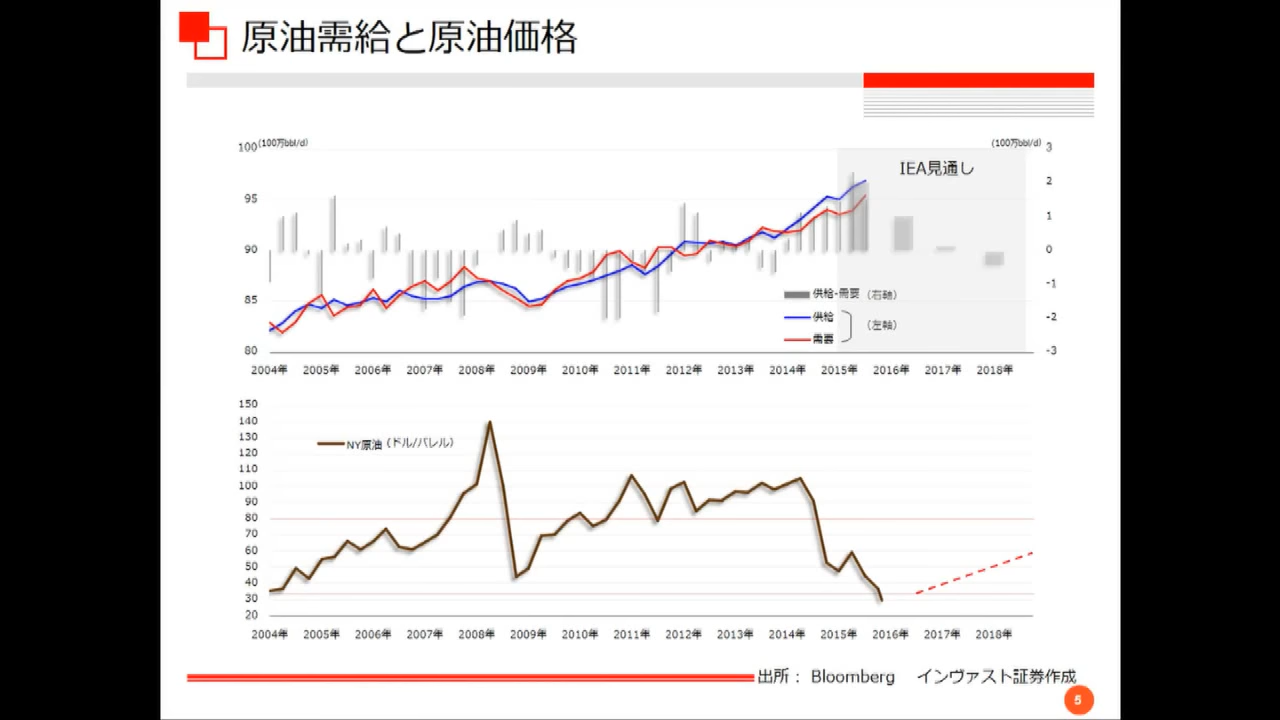 原油需給と原油価格
(100万bbl/d)
(100万bbl/d)
100
95
90
85
80
3
2
1
0
-1
-2
-3
IEA見通し
供給-需要 (右軸)
供給
需要
(左軸)
2004年 2005年 2006年 2007年 2008年 2009年 2010年 2011年 2012年 2013年 2014年 2015年 2016年 2017年 2018年
150
140
130
120
110
100
90
80
70
60
50
40
30
20
NY原油(ドル/バレル)
2004年 2005年 2006年 2007年 2008年 2009年 2010年 2011年 2012年 2013年 2014年 2015年 2016年 2017年 2018年
出所: Bloomberg インヴァスト証券作成
5